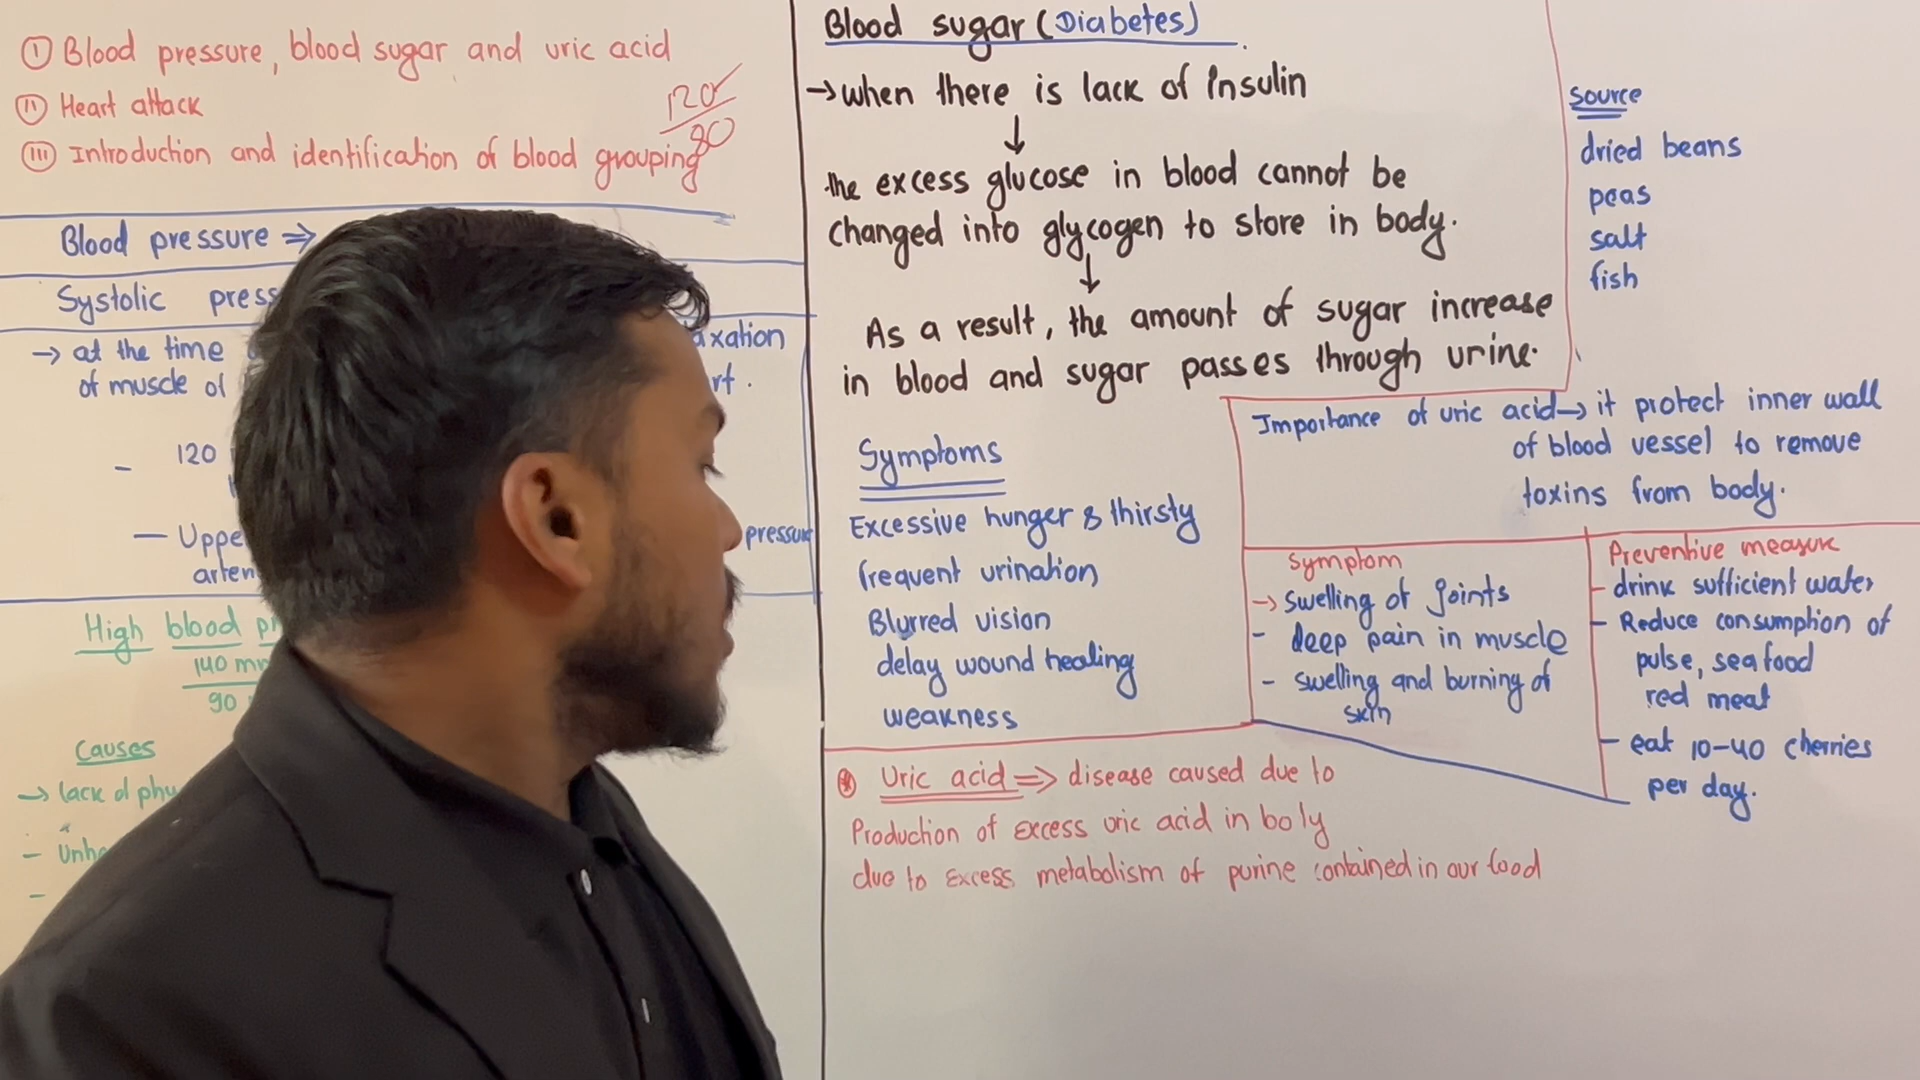 ① Blood pressure, blood sugar and uric acid
⑪ Heart attack
⑪⑪ Introduction and identification of blood grouping
120
80
Blood pressure ⇒
Systolic press
→ at the time
of muscle of
axation
rt.
- 120
- Uppe
arter
pressure
High blood pr
140 mm
90
Causes
→ lack of phy
- Unh
-
Blood sugar (Diabetes)
→ when there is lack of Insulin
↓
the excess glucose in blood cannot be
changed into glycogen to store in body.
↓
As a result, the amount of sugar increase
in blood and sugar passes through urine.
Symptoms
Excessive hunger & thirsty
frequent urination
Blurred vision
delay wound healing
weakness
source
dried beans
peas
salt
fish
Importance of uric acid → it protect inner wall
of blood vessel to remove
toxins from body.
symptom
→ swelling of joints
- deep pain in muscle
- swelling and burning of
skin
Preventive measure
- drink sufficient water
- Reduce consumption of
pulse, sea food
red meat
- eat 10-40 cherries
per day.
* Uric acid ⇒ disease caused due to
Production of excess uric acid in body
due to excess metabolism of purine contained in our food